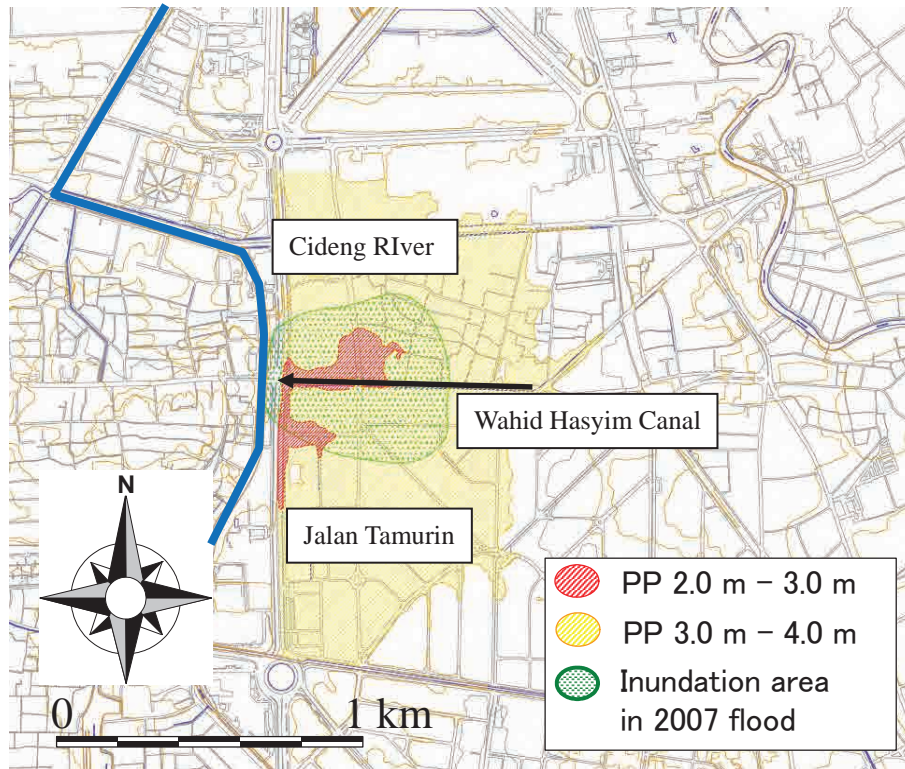 Cideng RIver
Wahid Hasyim Canal
Jalan Tamurin
N
PP 2.0 m – 3.0 m
PP 3.0 m – 4.0 m
Inundation area
in 2007 flood
0 1 km